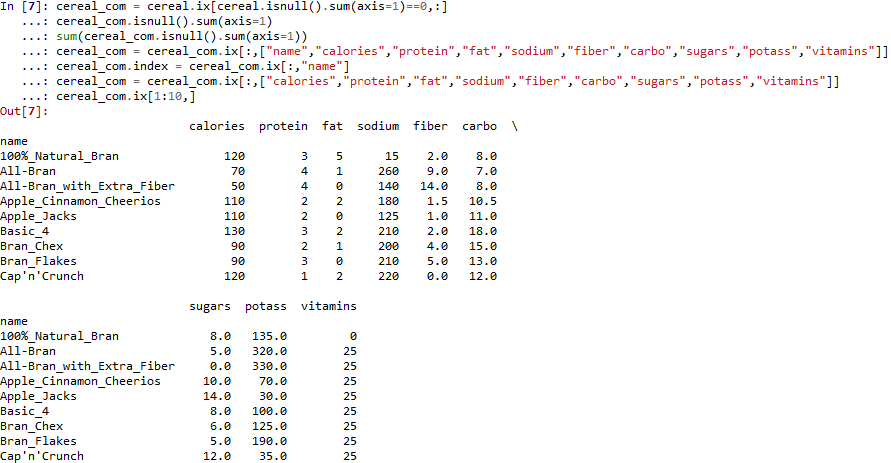 In [7]: cereal_com = cereal.ix[cereal.isnull().sum(axis=1)==0,:]
   ...: cereal_com.isnull().sum(axis=1)
   ...: sum(cereal_com.isnull().sum(axis=1))
   ...: cereal_com = cereal_com.ix[:,["name","calories","protein","fat","sodium","fiber","carbo","sugars","potass","vitamins"]]
   ...: cereal_com.index = cereal_com.ix[:,"name"]
   ...: cereal_com = cereal_com.ix[:,["calories","protein","fat","sodium","fiber","carbo","sugars","potass","vitamins"]]
   ...: cereal_com.ix[1:10,]
Out[7]:
                           calories  protein  fat  sodium  fiber  carbo  \
name
100%_Natural_Bran               120        3    5      15    2.0    8.0
All-Bran                         70        4    1     260    9.0    7.0
All-Bran_with_Extra_Fiber        50        4    0     140   14.0    8.0
Apple_Cinnamon_Cheerios         110        2    2     180    1.5   10.5
Apple_Jacks                     110        2    0     125    1.0   11.0
Basic_4                         130        3    2     210    2.0   18.0
Bran_Chex                        90        2    1     200    4.0   15.0
Bran_Flakes                      90        3    0     210    5.0   13.0
Cap'n'Crunch                    120        1    2     220    0.0   12.0
                           sugars  potass  vitamins
name
100%_Natural_Bran             8.0   135.0         0
All-Bran                      5.0   320.0        25
All-Bran_with_Extra_Fiber     0.0   330.0        25
Apple_Cinnamon_Cheerios      10.0    70.0        25
Apple_Jacks                  14.0    30.0        25
Basic_4                       8.0   100.0        25
Bran_Chex                     6.0   125.0        25
Bran_Flakes                   5.0   190.0        25
Cap'n'Crunch                 12.0    35.0        25